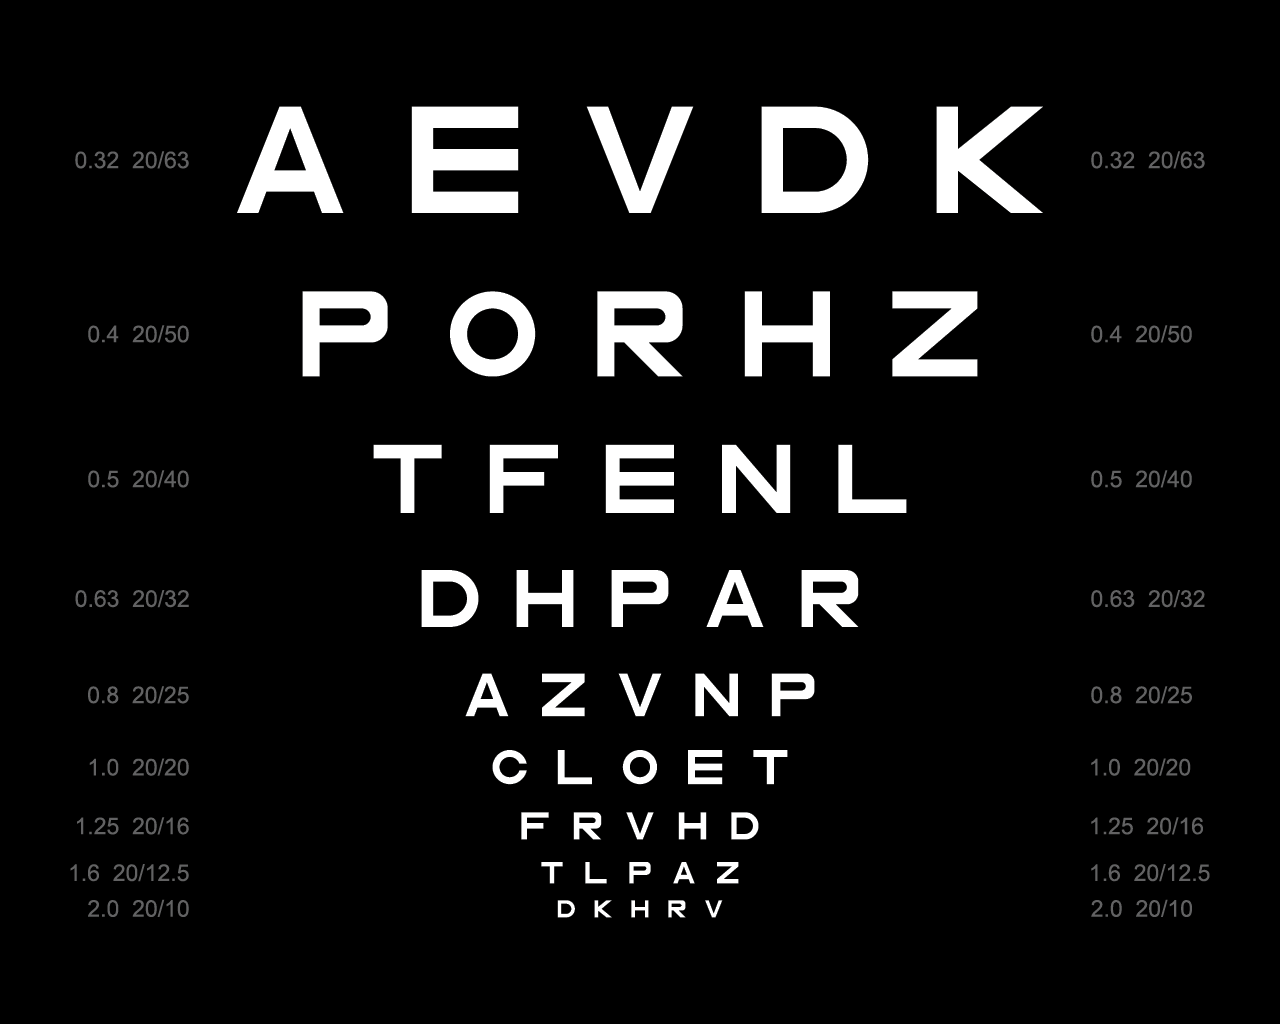 0.32 20/63 A E V D K 0.32 20/63
0.4 20/50 P O R H Z 0.4 20/50
0.5 20/40 T F E N L 0.5 20/40
0.63 20/32 D H P A R 0.63 20/32
0.8 20/25 A Z V N P 0.8 20/25
1.0 20/20 C L O E T 1.0 20/20
1.25 20/16 F R V H D 1.25 20/16
1.6 20/12.5 T L P A Z 1.6 20/12.5
2.0 20/10 D K H R V 2.0 20/10